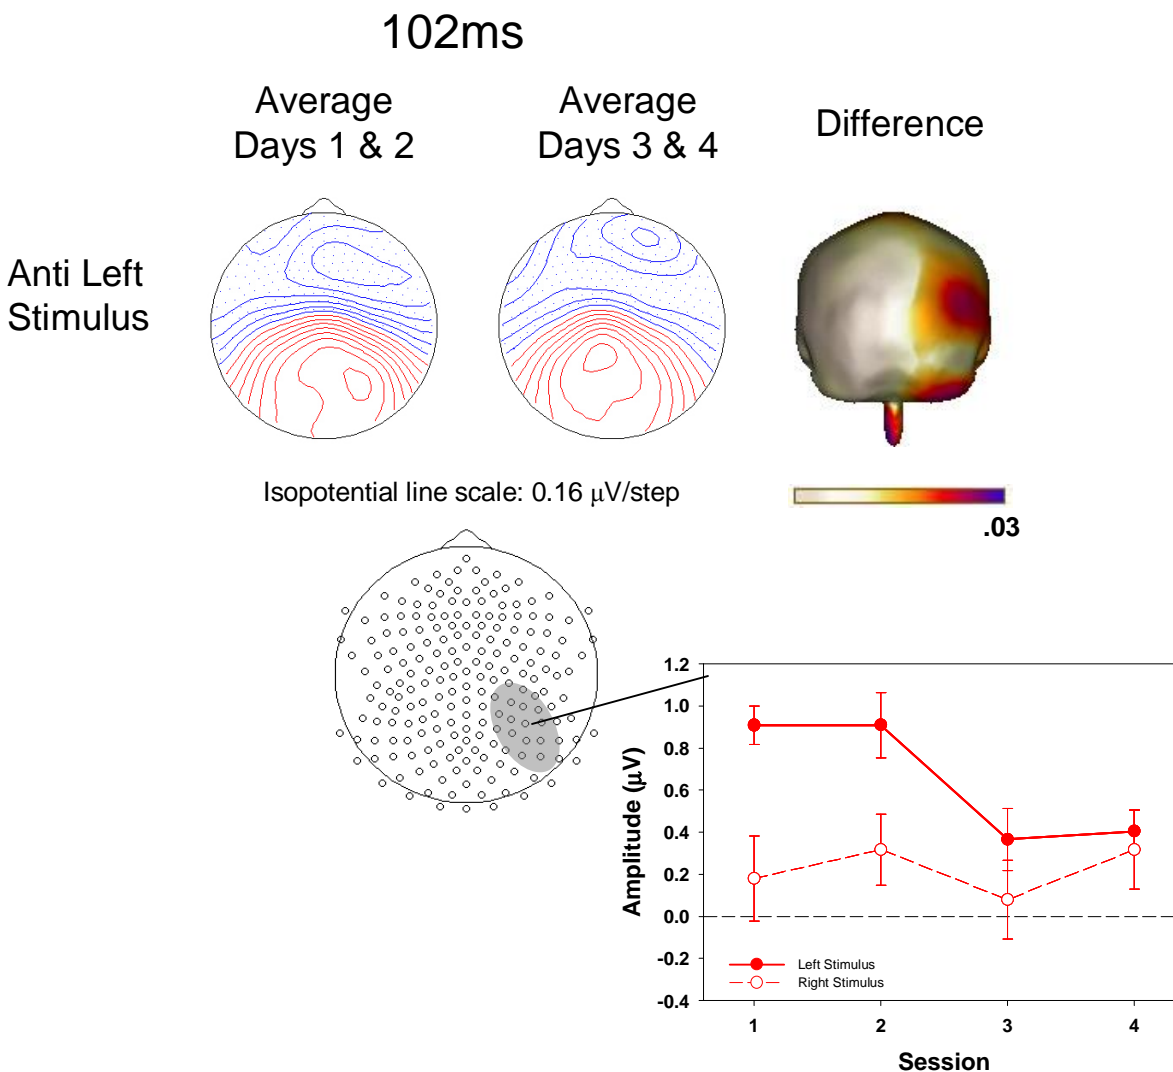 102ms
Average
Days 1 & 2
Average
Days 3 & 4
Difference
Anti Left
Stimulus
Isopotential line scale: 0.16 μV/step
.03
1.2
1.0
0.8
0.6
0.4
0.2
0.0
-0.2
-0.4
Amplitude (μV)
Left Stimulus
Right Stimulus
1 2 3 4
Session